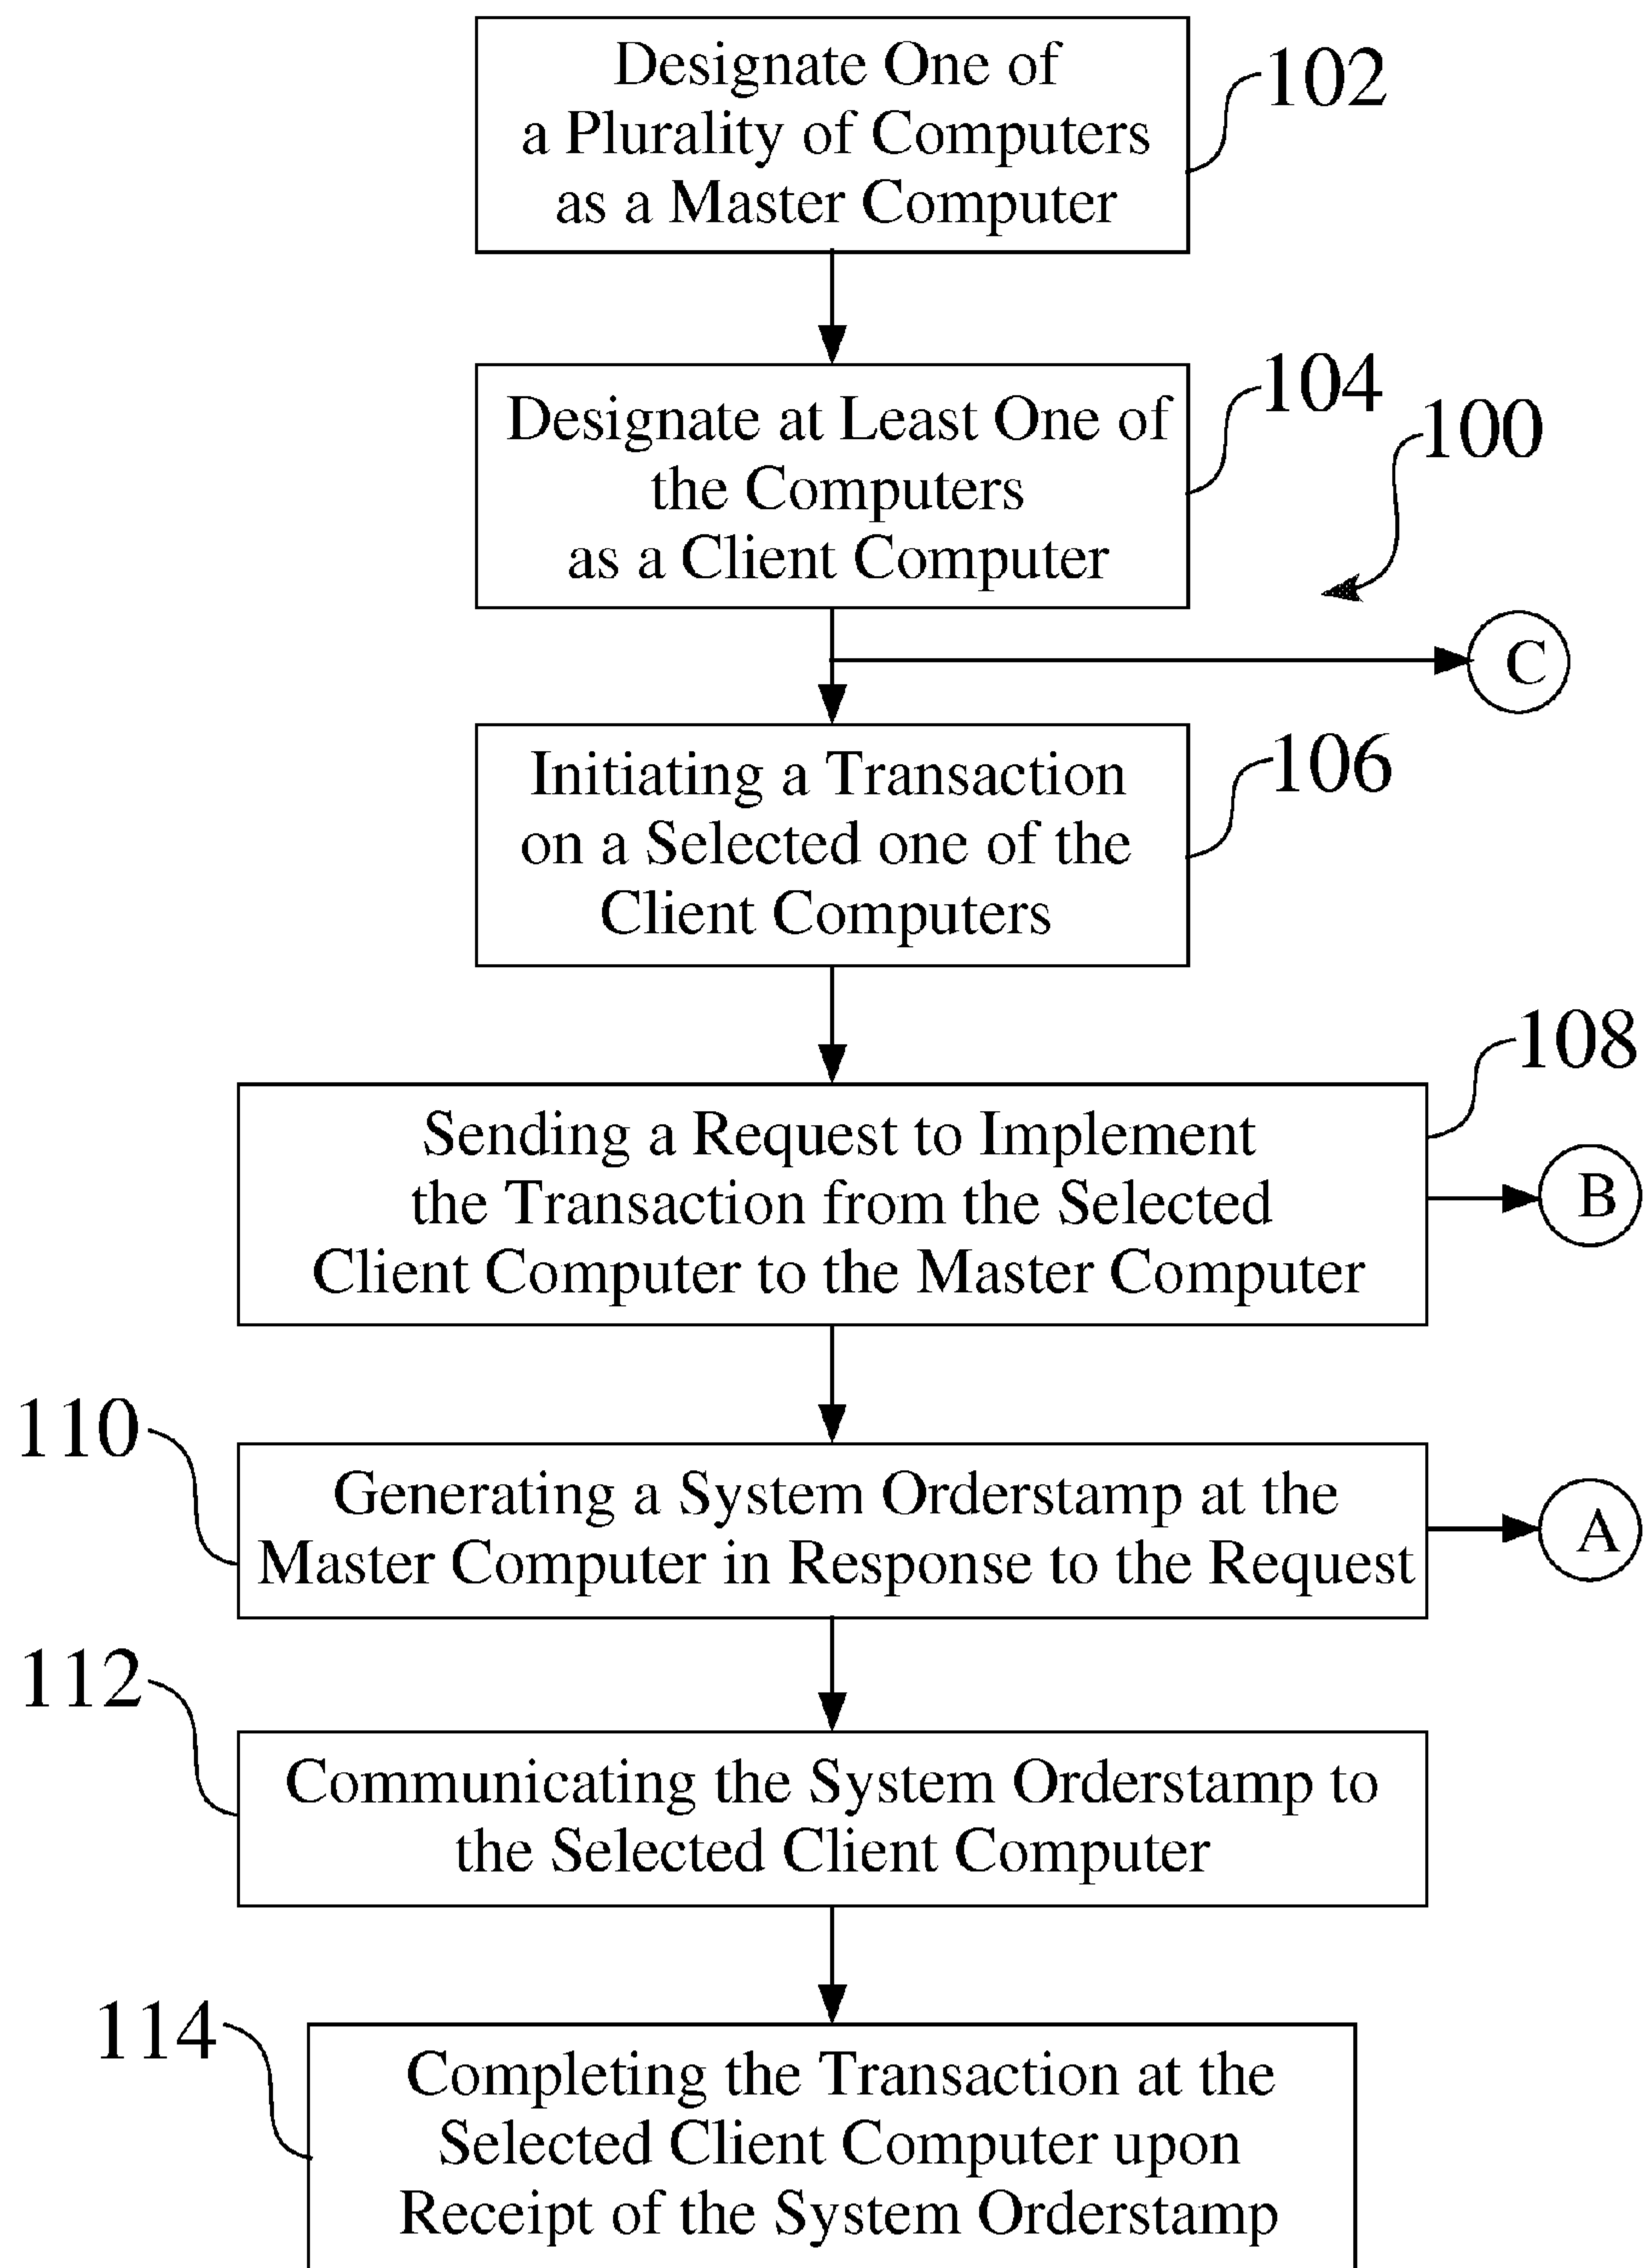 Designate One of
a Plurality of Computers
as a Master Computer
102
Designate at Least One of
the Computers
as a Client Computer
104
100
C
Initiating a Transaction
on a Selected one of the
Client Computers
106
Sending a Request to Implement
the Transaction from the Selected
Client Computer to the Master Computer
108
B
110
Generating a System Orderstamp at the
Master Computer in Response to the Request
A
112
Communicating the System Orderstamp to
the Selected Client Computer
114
Completing the Transaction at the
Selected Client Computer upon
Receipt of the System Orderstamp